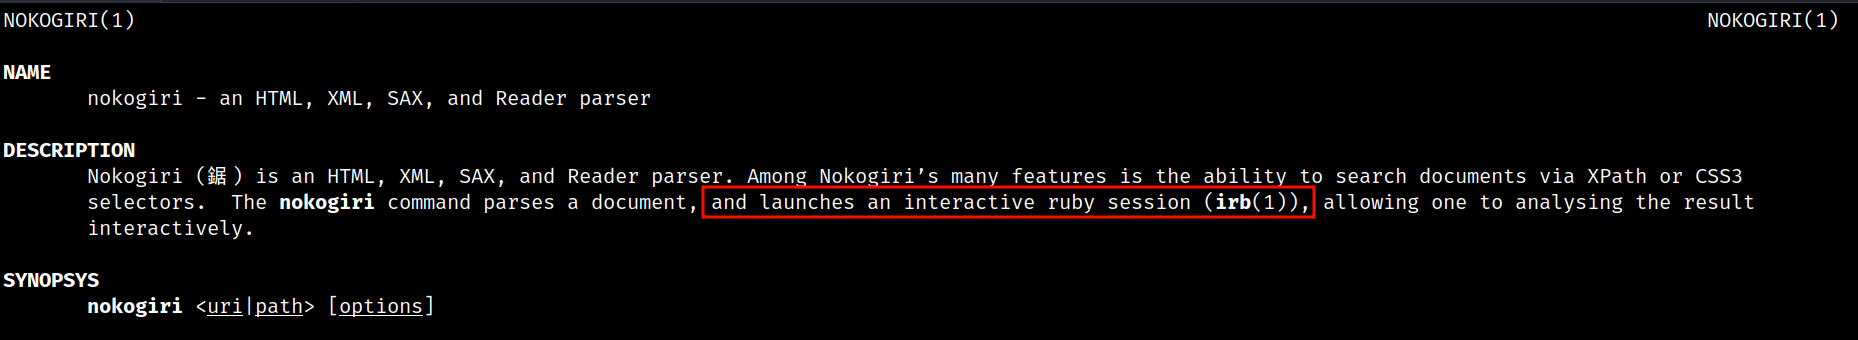 NOKOGIRI(1) NOKOGIRI(1)
NAME
nokogiri - an HTML, XML, SAX, and Reader parser
DESCRIPTION
Nokogiri (鋸) is an HTML, XML, SAX, and Reader parser. Among Nokogiri’s many features is the ability to search documents via XPath or CSS3
selectors.  The nokogiri command parses a document, and launches an interactive ruby session (irb(1)), allowing one to analysing the result
interactively.
SYNOPSYS
nokogiri <uri|path> [options]